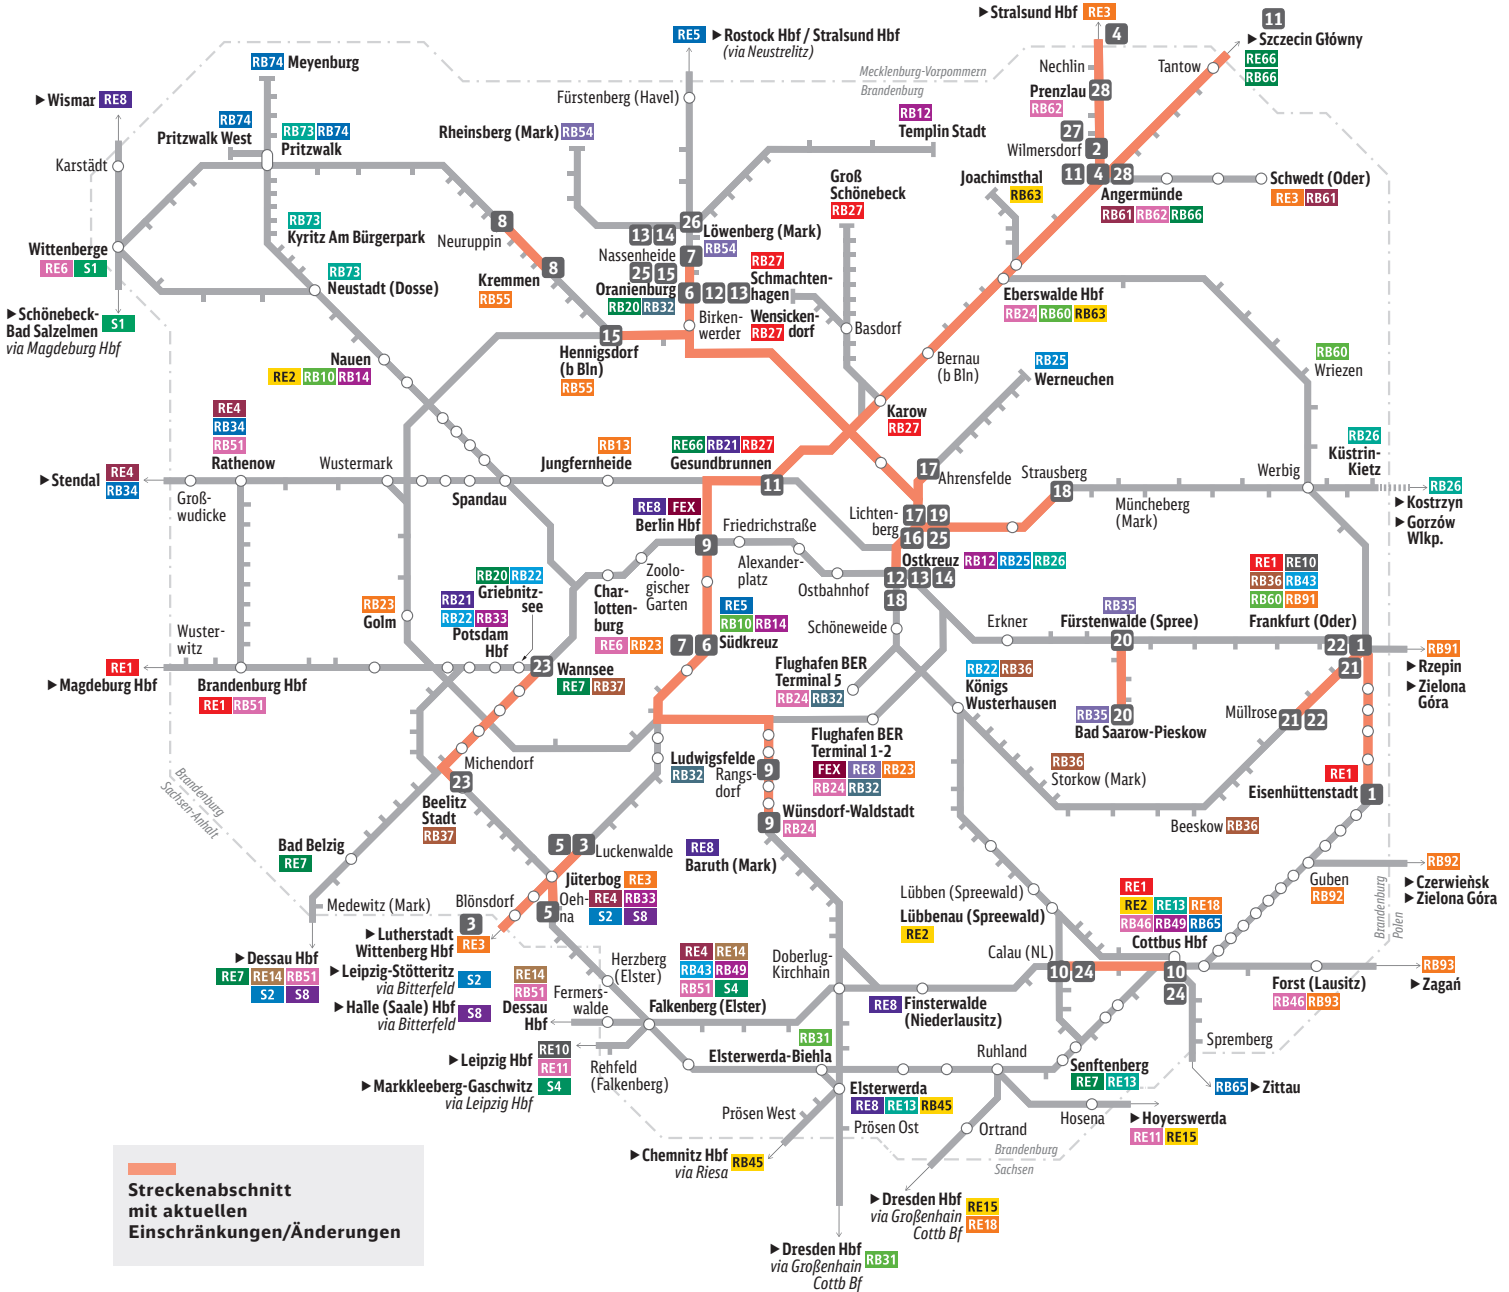 Stralsund Hbf RE3
4
11
Szczecin Główny
RE66
RB66
RE5 Rostock Hbf / Stralsund Hbf
(via Neustrelitz)
Mecklenburg-Vorpommern
Brandenburg
Nechlin
Tantow
RB74 Meyenburg
Wismar RE8
Fürstenberg (Havel)
Prenzlau 28
RB62
RB74
Pritzwalk West
RB73 RB74
Pritzwalk
Rheinsberg (Mark) RB54
RB12
Templin Stadt
27
Wilmersdorf 2
Karstädt
Groß
Schönebeck
RB27
Joachimsthal
RB63
11 4 28
Angermünde
RB61 RB62 RB66
Schwedt (Oder)
RE3 RB61
RB73
Kyritz Am Bürgerpark
8
Neuruppin
26
13 14
Löwenberg (Mark)
RB54
Nassenheide 7
Wittenberge
RE6 S1
RB73
Neustadt (Dosse)
8
Kremmen
RB55
25 15
Oranienburg 6 12 13
RB20 RB32
RB27
Schmachten-
hagen
Wensicken-
dorf
RB27
Basdorf
Eberswalde Hbf
RB24 RB60 RB63
Schönebeck-
Bad Salzelmen S1
via Magdeburg Hbf
Birken-
werder
15
Hennigsdorf
(b Bln)
RB55
Bernau
(b Bln)
RB25
Werneuchen
RB60
Wriezen
Nauen
RE2 RB10 RB14
Karow
RB27
RE4
RB34
RB51
Rathenow
Wustermark
RB13
Jungfernheide
RE66 RB21 RB27
Gesundbrunnen
11
17
Ahrensfelde
Strausberg
18
Werbig
RB26
Küstrin-
Kietz
RB26
Kostrzyn
Gorzów
Wlkp.
Stendal RE4
RB34
Groß-
wudicke
Spandau
Müncheberg
(Mark)
RE8 FEX
Berlin Hbf
9
Friedrichstraße
Alexander-
platz
Ostbahnhof
Lichten-
berg
17 19
16 25
Ostkreuz RB12 RB25 RB26
12 13 14
18
Schöneweide
Zoolo-
gischer
Garten
Char-
lotten-
burg
RE6 RB23
RB20 RB22
Griebnitz-
see
RB21
RB22 RB33
Potsdam
Hbf
RB23
Golm
RE5
RB10 RB14
7 6 Südkreuz
Erkner
RB35
Fürstenwalde (Spree)
20
RE1 RE10
RB36 RB43
RB60 RB91
Frankfurt (Oder)
22 1
21
RB91
Rzepin
Zielona
Góra
Wuster-
witz
RE1
Magdeburg Hbf
Brandenburg Hbf
RE1 RB51
23 Wannsee
RE7 RB37
Flughafen BER
Terminal 5
RB24 RB32
RB22 RB36
Königs
Wusterhausen
RB35 20
Bad Saarow-Pieskow
Müllrose
21 22
Flughafen BER
Terminal 1-2
FEX RE8 RB23
RB24 RB32
Ludwigsfelde
RB32
Rangs-
dorf
9
Michendorf
23
Beelitz
Stadt
RB37
Brandenburg
Sachsen-Anhalt
RB36
Storkow (Mark)
RE1
Eisenhüttenstadt
1
Wünsdorf-Waldstadt
9
RB24
Beeskow RB36
Bad Belzig
RE7
5 3
Luckenwalde
RE8
Baruth (Mark)
RB92
Czerwieńsk
Zielona Góra
Guben
RB92
Jüterbog RE3
RE4 RB33
S2 S8
Oeh-
na
5
Blönsdorf
3
Lutherstadt
Wittenberg Hbf RE3
Medewitz (Mark)
Lübben (Spreewald)
Lübbenau (Spreewald)
RE2
RE1
RE2 RE13 RE18
RB46 RB49 RB65
Cottbus Hbf
10
24
Brandenburg
Polen
Dessau Hbf
RE7 RE14 RB51
S2 S8
Leipzig-Stötteritz S2
via Bitterfeld
Halle (Saale) Hbf S8
via Bitterfeld
Herzberg
(Elster)
RE4 RE14
RB43 RB49
RB51 S4
Falkenberg (Elster)
Doberlug-
Kirchhain
Calau (NL)
10 24
RE14
RB51
Dessau
Hbf
Fermers-
walde
RE8 Finsterwalde
(Niederlausitz)
Forst (Lausitz)
RB46 RB93
RB93
Żagań
Leipzig Hbf RE10
RE11
Markkleeberg-Gaschwitz S4
via Leipzig Hbf
Rehfeld
(Falkenberg)
RB31
Elsterwerda-Biehla
Ruhland
Senftenberg
RE7 RE13
Spremberg
RB65 Zittau
Elsterwerda
RE8 RE13 RB45
Prösen West
Prösen Ost
Ortrand
Hosena
Hoyerswerda
RE11 RE15
Brandenburg
Sachsen
Chemnitz Hbf RB45
via Riesa
Dresden Hbf RE15
via Großenhain RE18
Cottb Bf
Dresden Hbf RB31
via Großenhain
Cottb Bf
Streckenabschnitt
mit aktuellen
Einschränkungen/Änderungen